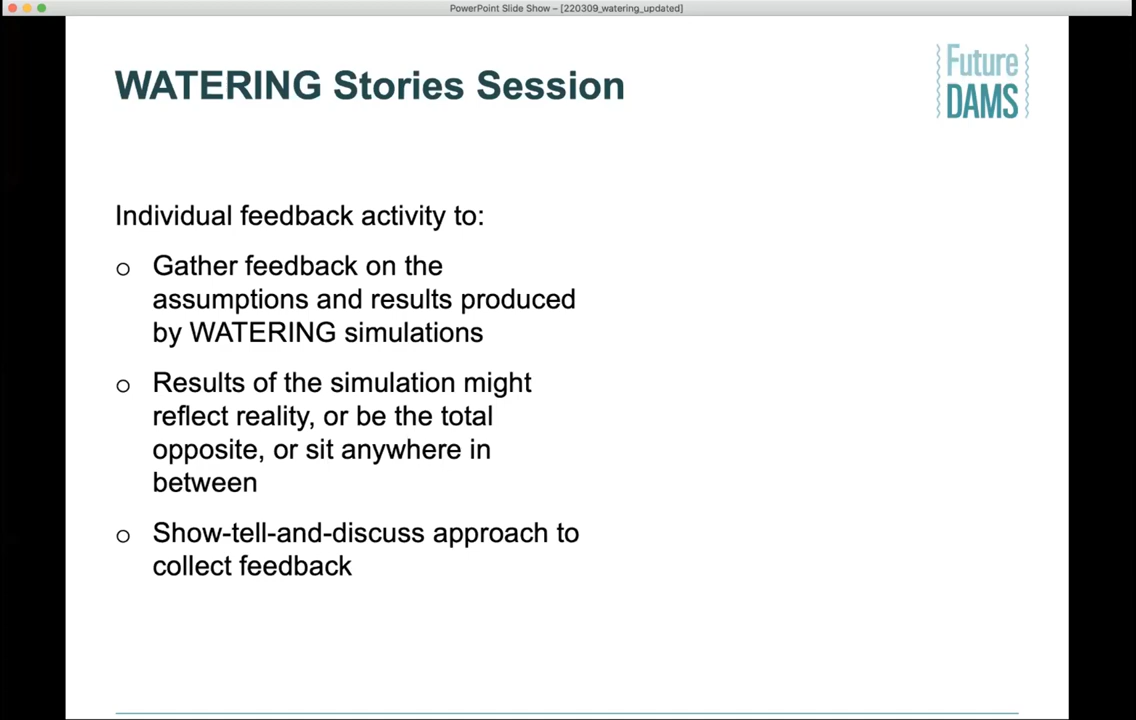 PowerPoint Slide Show – [220309_watering_updated]
WATERING Stories Session
Future
DAMS
Individual feedback activity to:
o Gather feedback on the
assumptions and results produced
by WATERING simulations
o Results of the simulation might
reflect reality, or be the total
opposite, or sit anywhere in
between
o Show-tell-and-discuss approach to
collect feedback